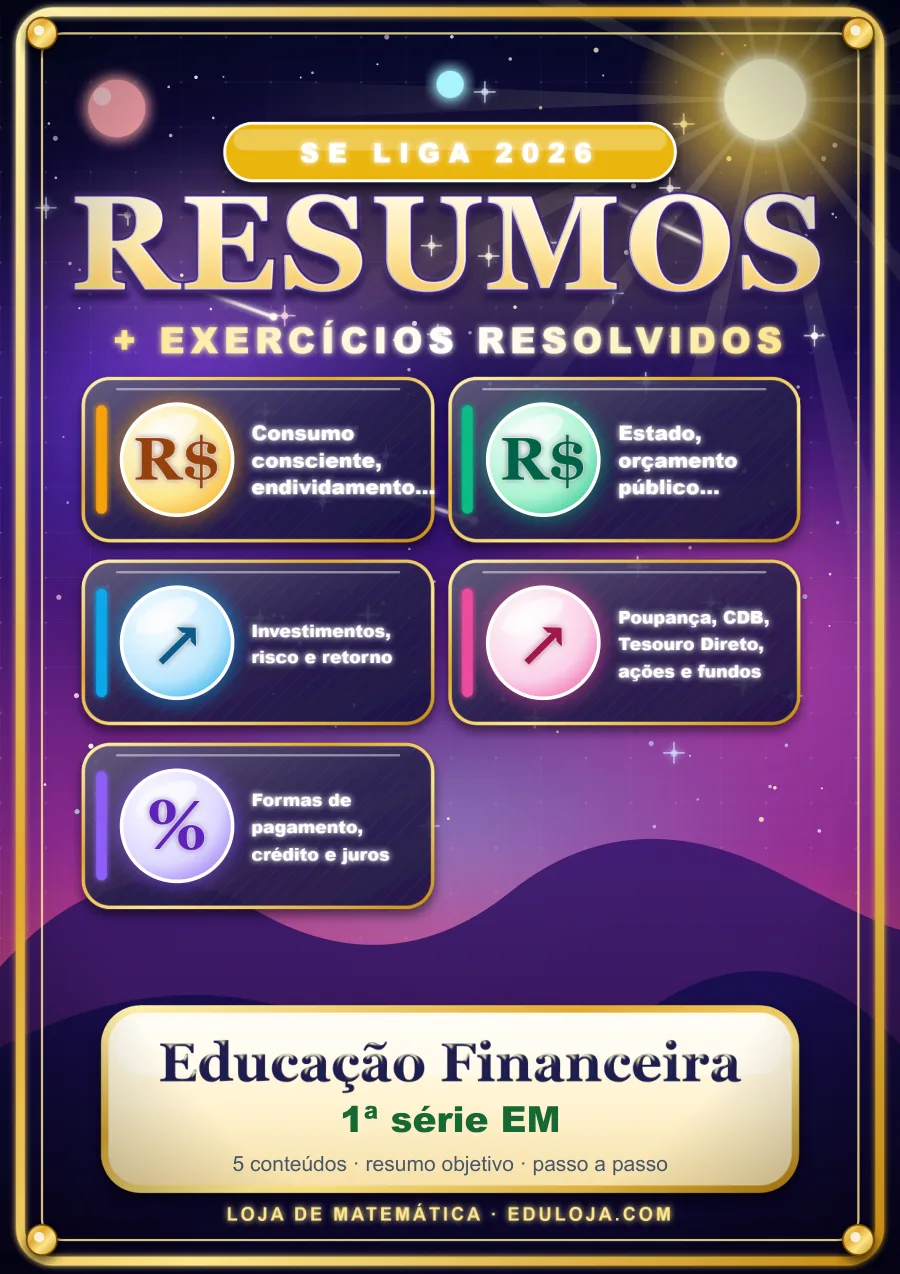 SE LIGA 2026
RESUMOS
+ EXERCÍCIOS RESOLVIDOS
R$
Consumo
consciente,
endividamento...
R$
Estado,
orçamento
público...
Investimentos,
risco e retorno
Poupança, CDB,
Tesouro Direto,
ações e fundos
%
Formas de
pagamento,
crédito e juros
Educação Financeira
1ª série EM
5 conteúdos · resumo objetivo · passo a passo
LOJA DE MATEMÁTICA · EDULOJA.COM